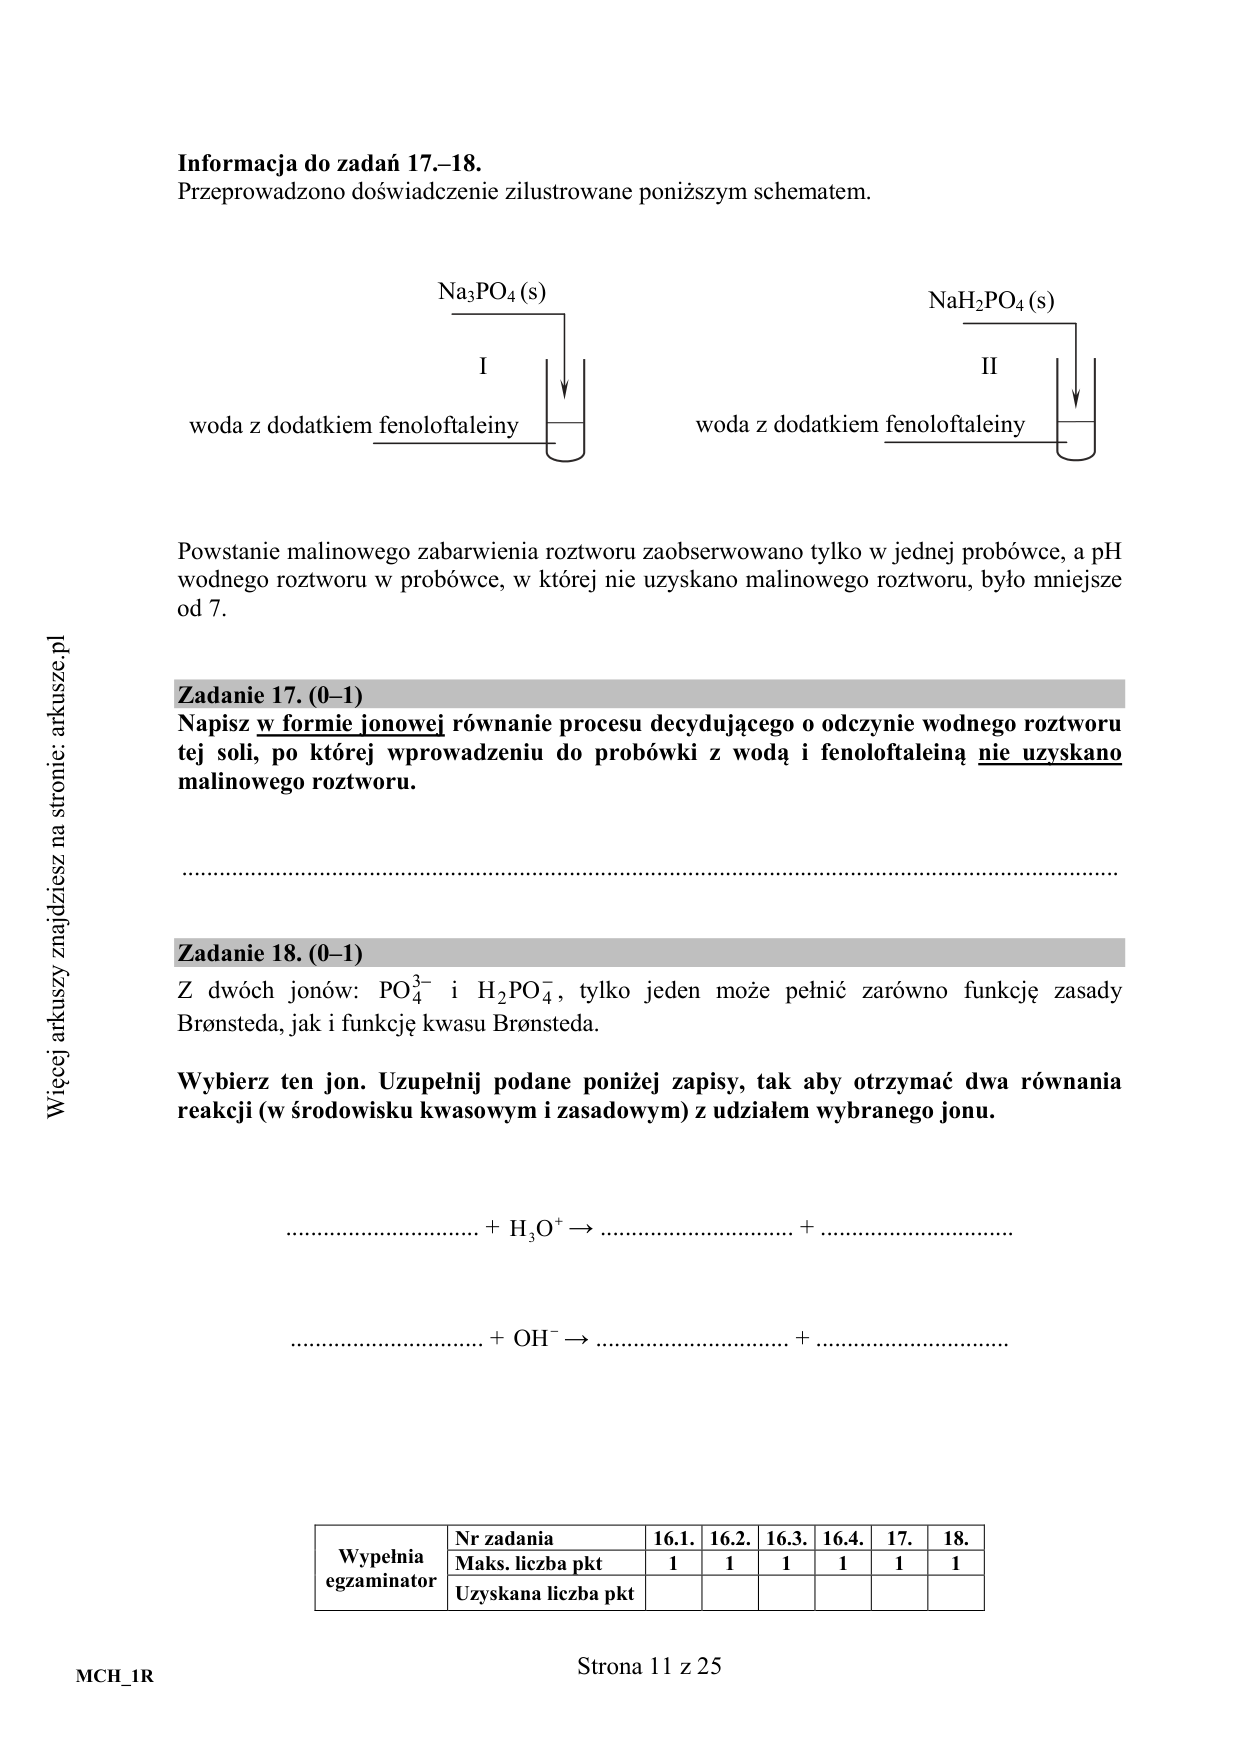 Informacja do zadań 17.–18.
Przeprowadzono doświadczenie zilustrowane poniższym schematem.
Na₃PO₄ (s)
NaH₂PO₄ (s)
I
II
woda z dodatkiem fenoloftaleiny
woda z dodatkiem fenoloftaleiny
Powstanie malinowego zabarwienia roztworu zaobserwowano tylko w jednej probówce, a pH
wodnego roztworu w probówce, w której nie uzyskano malinowego roztworu, było mniejsze
od 7.
Zadanie 17. (0–1)
Napisz w formie jonowej równanie procesu decydującego o odczynie wodnego roztworu
tej soli, po której wprowadzeniu do probówki z wodą i fenoloftaleiną nie uzyskano
malinowego roztworu.
Zadanie 18. (0–1)
Z dwóch jonów: PO₄³⁻ i H₂PO₄⁻, tylko jeden może pełnić zarówno funkcję zasady
Brønsteda, jak i funkcję kwasu Brønsteda.
Wybierz ten jon. Uzupełnij podane poniżej zapisy, tak aby otrzymać dwa równania
reakcji (w środowisku kwasowym i zasadowym) z udziałem wybranego jonu.
............................... + H₃O⁺ → ............................... + ...............................
............................... + OH⁻ → ............................... + ...............................
Wypełnia egzaminator
Nr zadania 16.1. 16.2. 16.3. 16.4. 17. 18.
Maks. liczba pkt 1 1 1 1 1 1
Uzyskana liczba pkt
MCH_1R
Strona 11 z 25
Więcej arkuszy znajdziesz na stronie: arkusze.pl